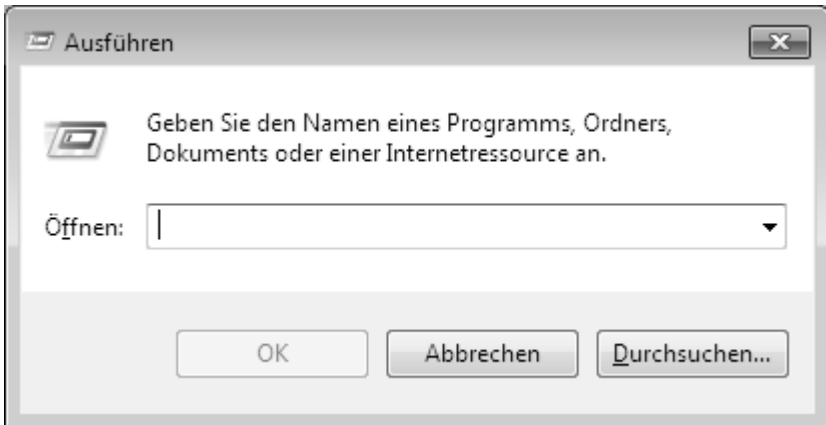 Ausführen
Geben Sie den Namen eines Programms, Ordners,
Dokuments oder einer Internetressource an.
Öffnen:
OK Abbrechen Durchsuchen...